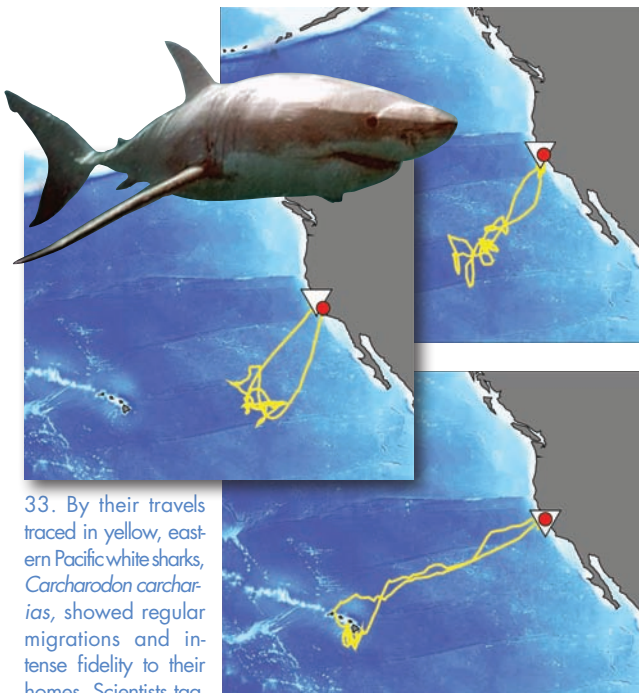 33. By their travels
traced in yellow, east-
ern Pacific white sharks,
Carcharodon carchar-
ias, showed regular
migrations and in-
tense fidelity to their
homes. Scientists tag-